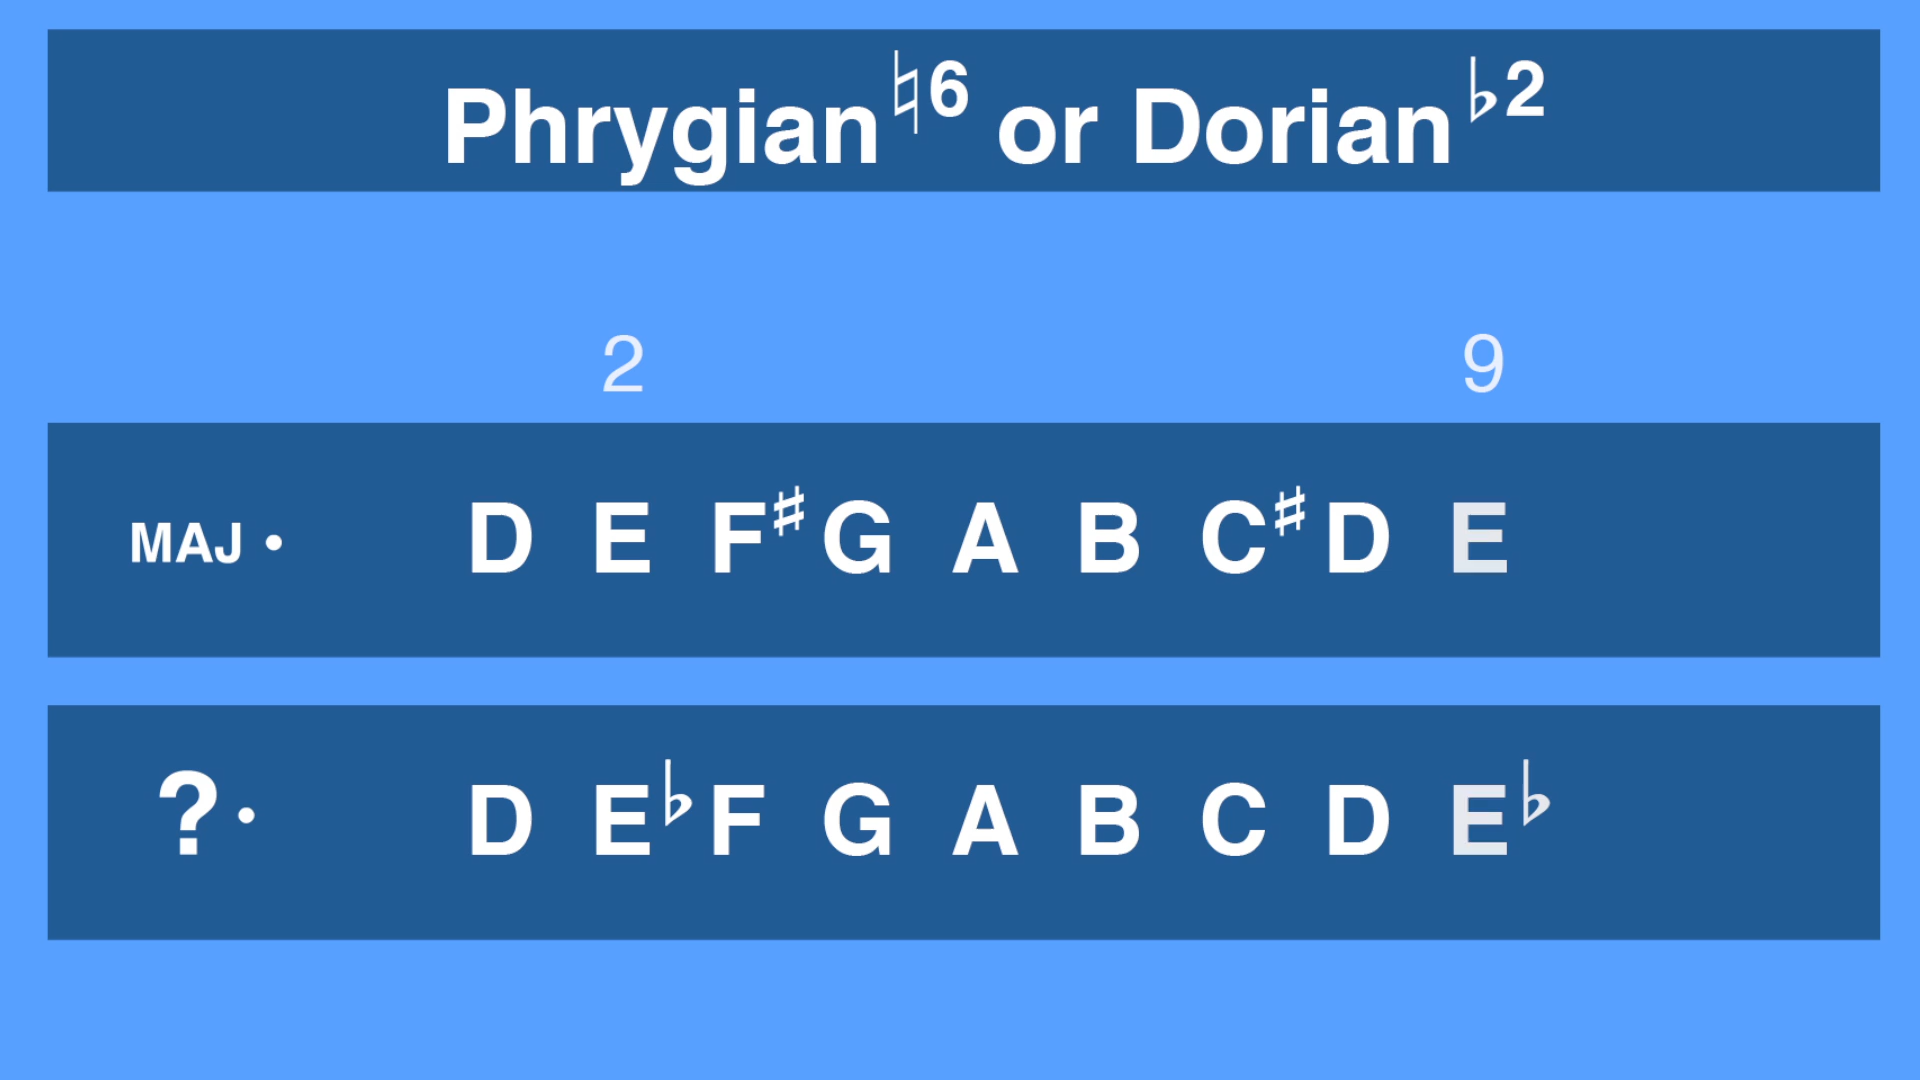 Phrygian♮6 or Dorian♭2
2 9
MAJ • D E F♯ G A B C♯ D E
? • D E♭ F G A B C D E♭